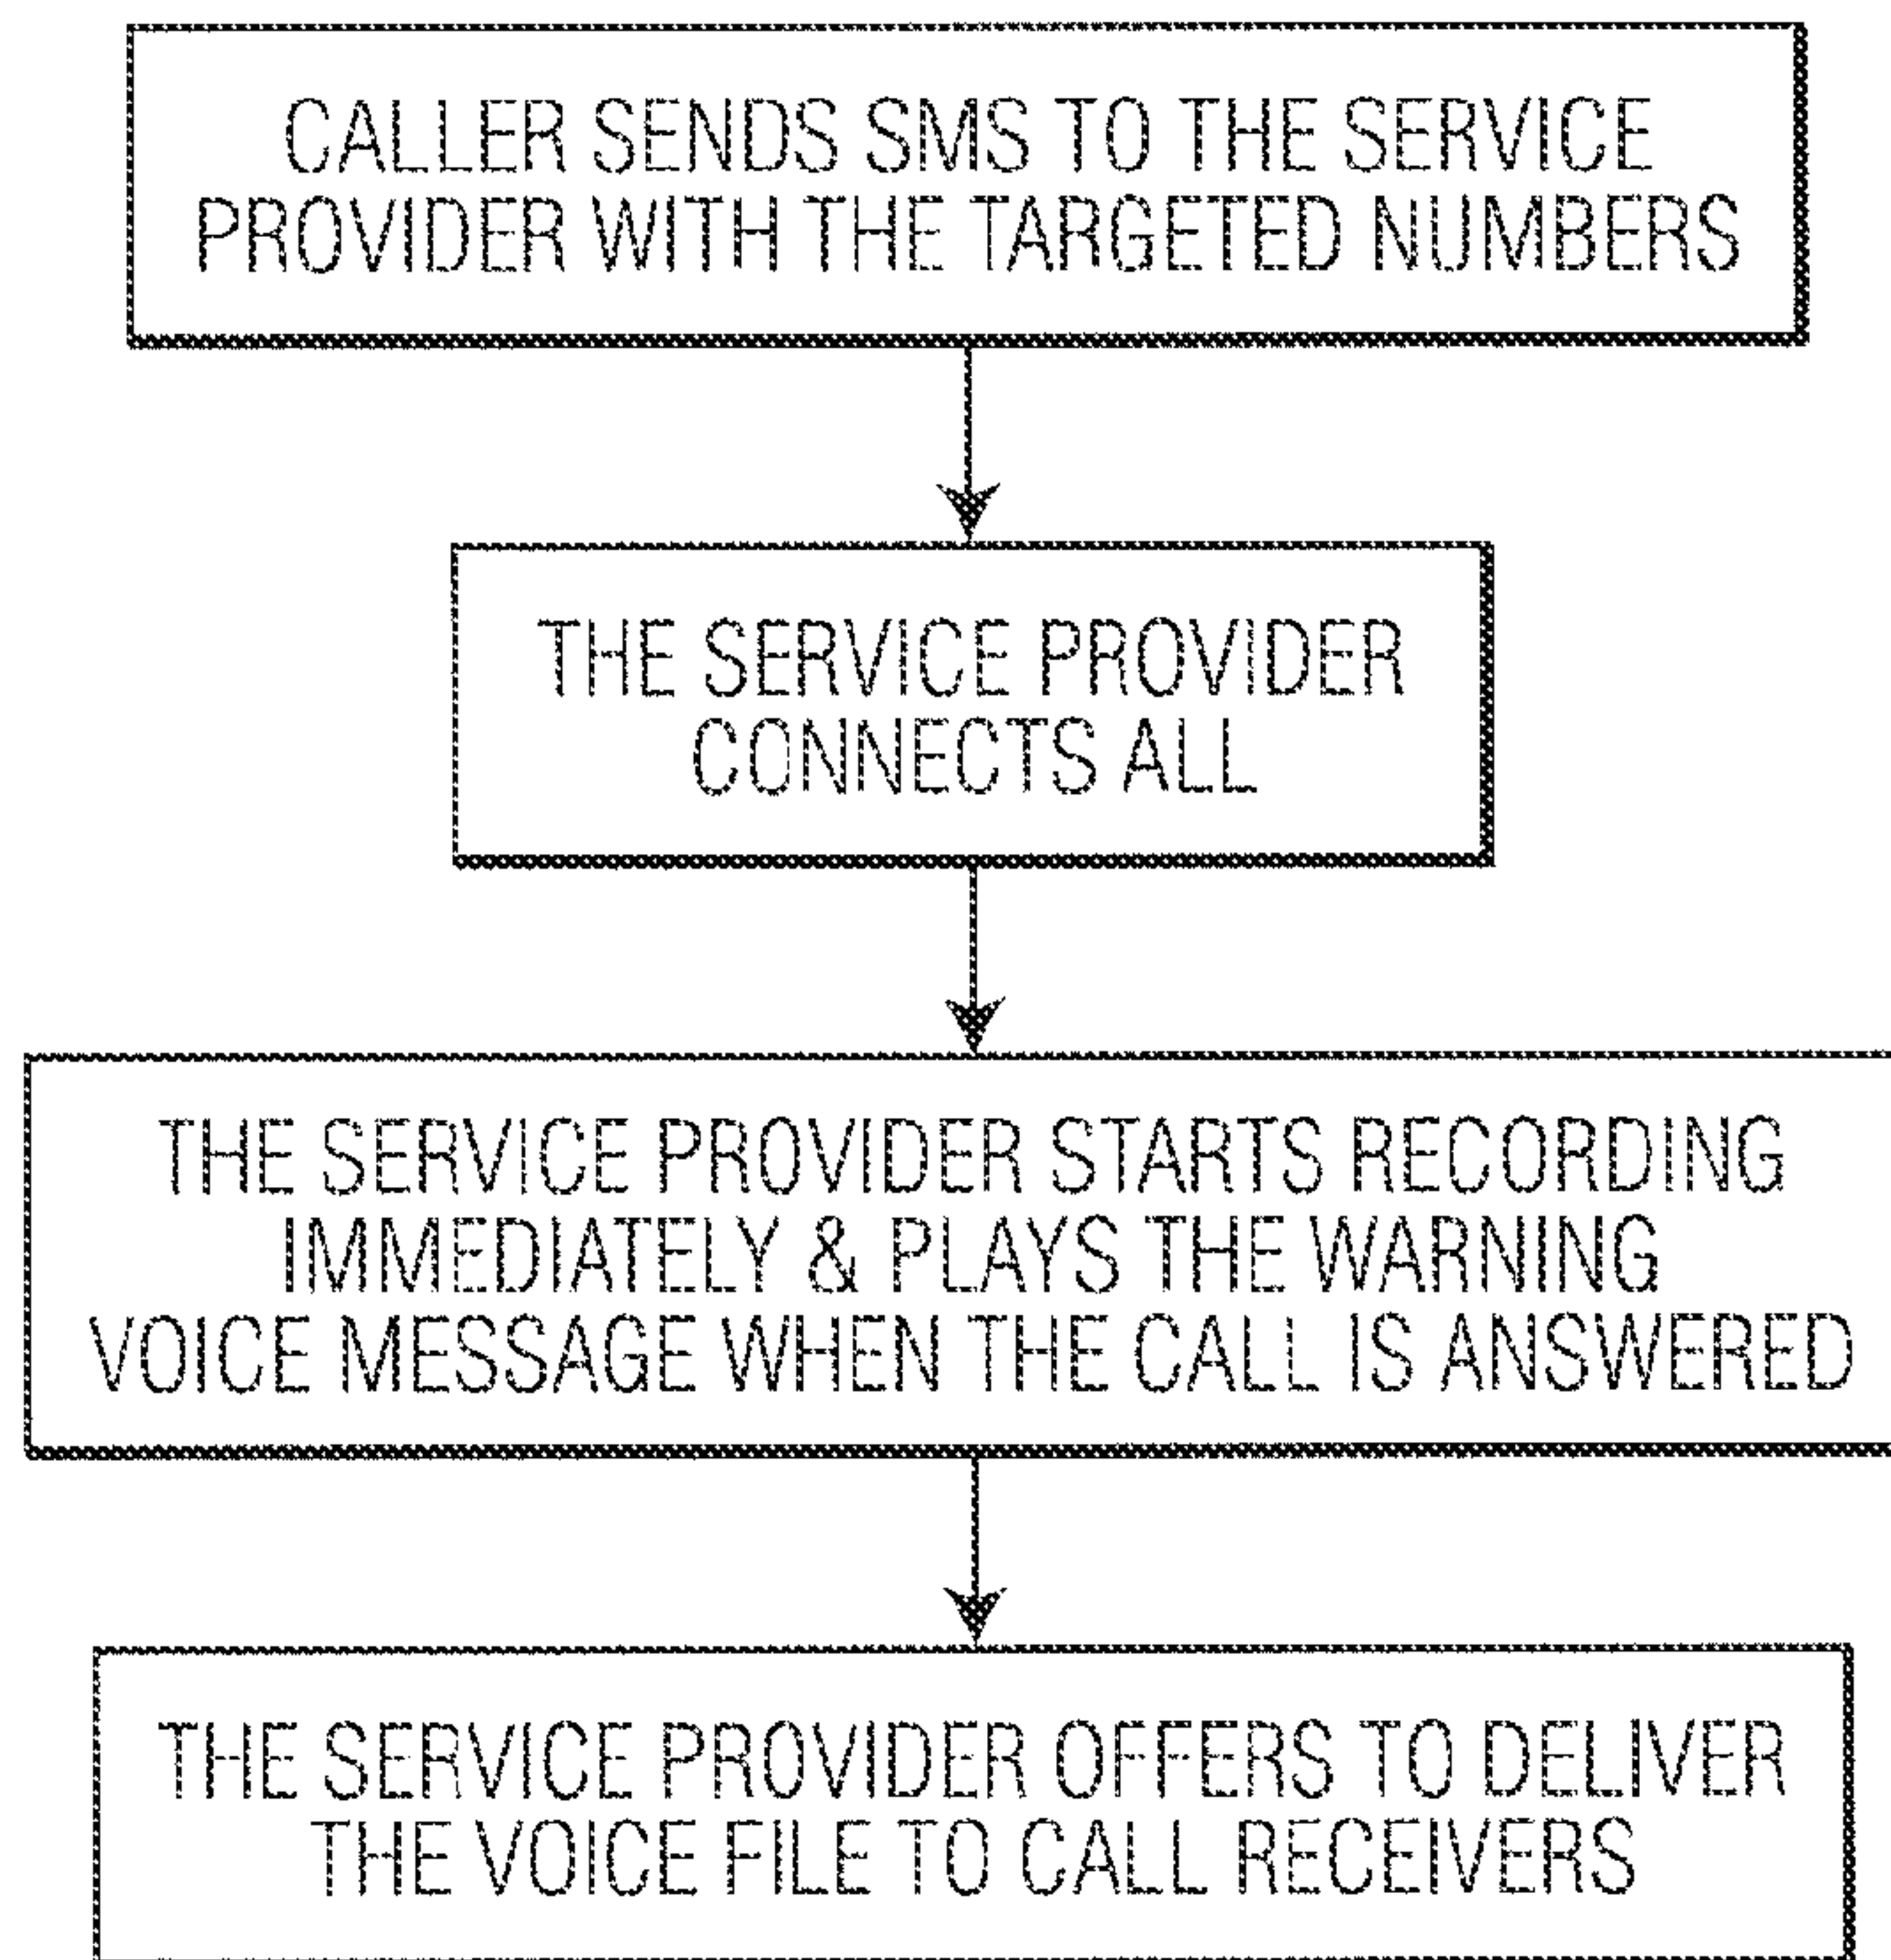 CALLER SENDS SMS TO THE SERVICE
PROVIDER WITH THE TARGETED NUMBERS
THE SERVICE PROVIDER
CONNECTS ALL
THE SERVICE PROVIDER STARTS RECORDING
IMMEDIATELY & PLAYS THE WARNING
VOICE MESSAGE WHEN THE CALL IS ANSWERED
THE SERVICE PROVIDER OFFERS TO DELIVER
THE VOICE FILE TO CALL RECEIVERS